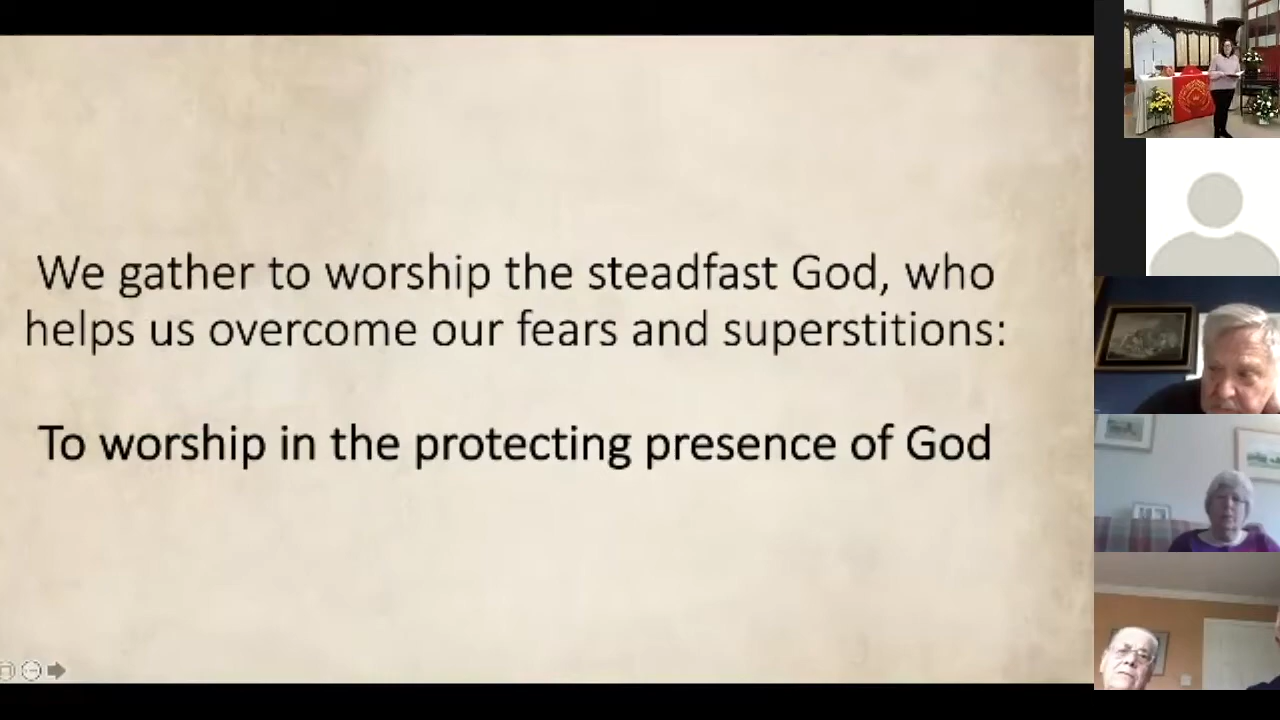 We gather to worship the steadfast God, who
helps us overcome our fears and superstitions:
To worship in the protecting presence of God